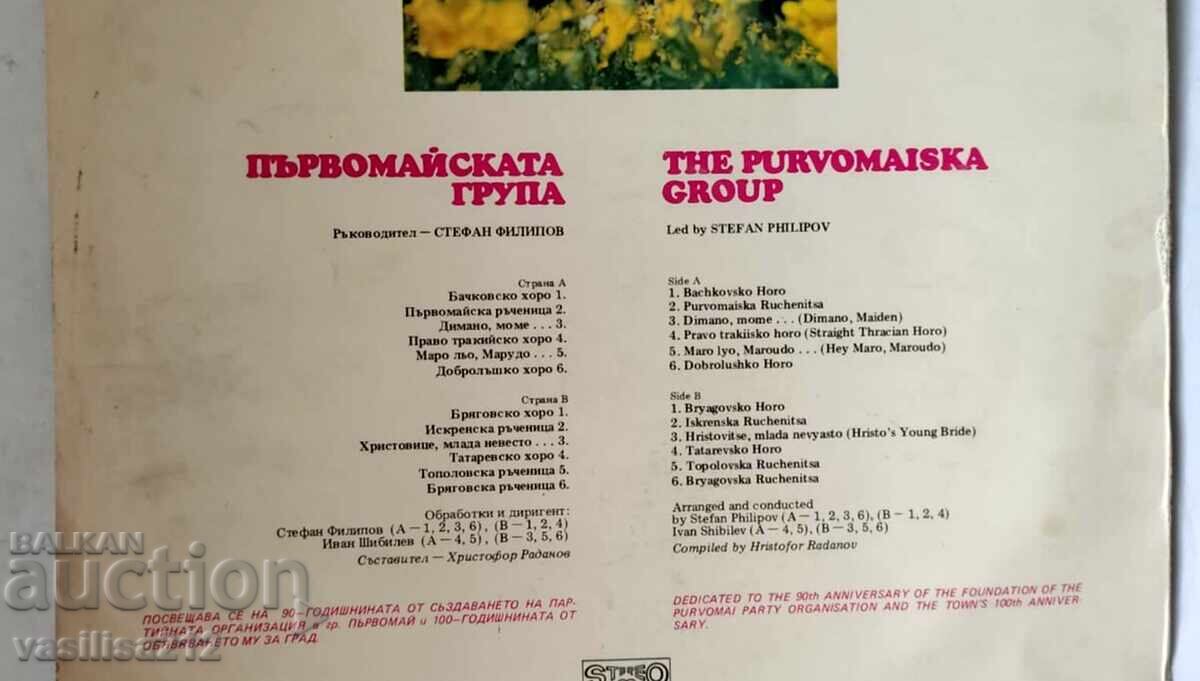 ПЪРВОМАЙСКАТА
ГРУПА
Ръководител — СТЕФАН ФИЛИПОВ
Страна А
Бачковско хоро 1.
Първомайска ръченица 2.
Димано, моме . . . 3.
Право тракийско хоро 4.
Маро льо, Марудо . . . 5.
Добролъшко хоро 6.
Страна В
Бряговско хоро 1.
Искренска ръченица 2.
Христовице, млада невесто . . . 3.
Татаревско хоро 4.
Тополовска ръченица 5.
Бряговска ръченица 6.
Обработки и диригент:
Стефан Филипов (А — 1, 2, 3, 6), (В — 1, 2, 4)
Иван Шибилев (А — 4, 5), (В — 3, 5, 6)
Съставител — Христофор Раданов
ПОСВЕЩАВА СЕ НА 90-ГОДИШНИНАТА ОТ СЪЗДАВАНЕТО НА ПАР-
ТИЙНАТА ОРГАНИЗАЦИЯ в гр. ПЪРВОМАЙ и 100-ГОДИШНИНАТА ОТ
ОБЯВЯВАНЕТО МУ ЗА ГРАД.
THE PURVOMAISKA
GROUP
Led by STEFAN PHILIPOV
Side A
1. Bachkovsko Horo
2. Purvomaiska Ruchenitsa
3. Dimano, mome . . . (Dimano, Maiden)
4. Pravo trakiisko horo (Straight Thracian Horo)
5. Maro lyo, Maroudo . . . (Hey Maro, Maroudo)
6. Dobrolushko Horo
Side B
1. Bryagovsko Horo
2. Iskrenska Ruchenitsa
3. Hristovitse, mlada nevyasto (Hristo's Young Bride)
4. Tatarevsko Horo
5. Topolovska Ruchenitsa
6. Bryagovska Ruchenitsa
Arranged and conducted
by Stefan Philipov (A — 1, 2, 3, 6), (B — 1, 2, 4)
Ivan Shibilev (A — 4, 5), (B — 3, 5, 6)
Compiled by Hristofor Radanov
DEDICATED TO THE 90th ANNIVERSARY OF THE FOUNDATION OF THE
PURVOMAI PARTY ORGANISATION AND THE TOWN'S 100th ANNIVER-
SARY.
STEREO
BALKAN
auction
vasilisa212